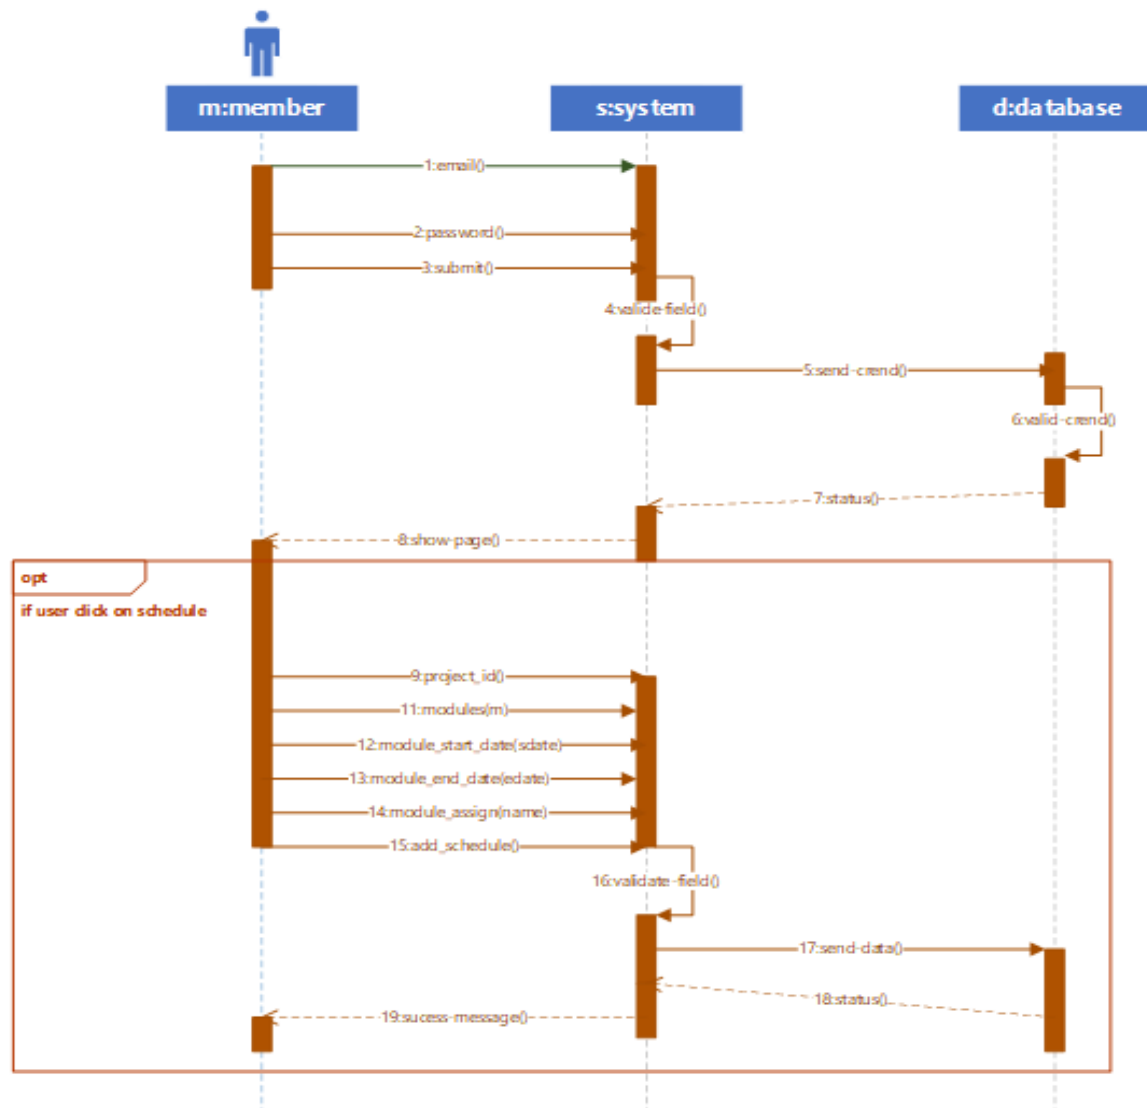 m:member
s:system
d:database
1:email()
2:password()
3:submit()
4:valide-field()
5:send-crend()
6:valid-crend()
7:status()
8:show-page()
opt
if user click on schedule
9:project_id()
11:modules(m)
12:module_start_date(sdate)
13:module_end_date(edate)
14:module_assign(name)
15:add_schedule()
16:validate-field()
17:send-data()
18:status()
19:sucess-message()